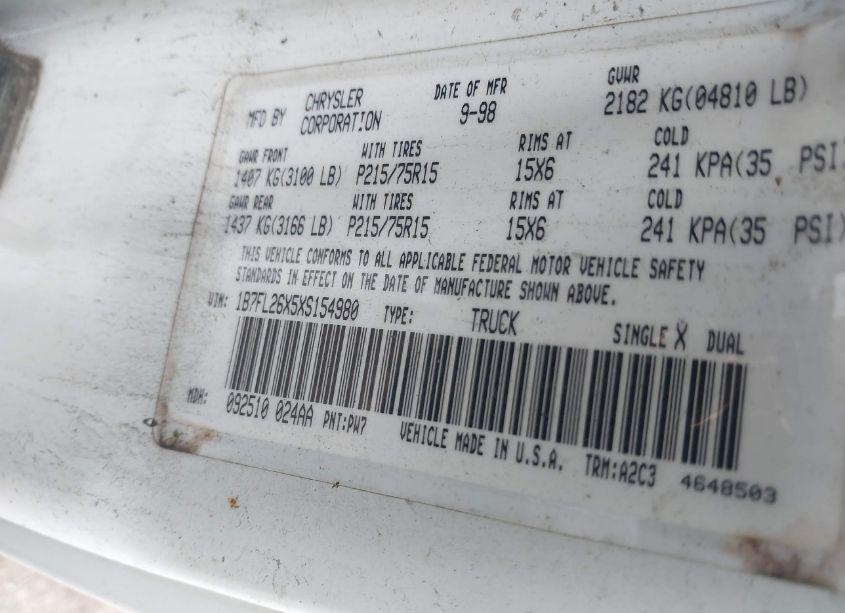 MFD BY CHRYSLER CORPORATION DATE OF MFR 9-98 GVWR 2182 KG(04810 LB)
GAWR FRONT WITH TIRES RIMS AT COLD
1407 KG(3100 LB) P215/75R15 15X6 241 KPA(35 PSI)
GAWR REAR WITH TIRES RIMS AT COLD
1437 KG(3166 LB) P215/75R15 15X6 241 KPA(35 PSI)
THIS VEHICLE CONFORMS TO ALL APPLICABLE FEDERAL MOTOR VEHICLE SAFETY
STANDARDS IN EFFECT ON THE DATE OF MANUFACTURE SHOWN ABOVE.
VIN: 1B7FL26X5XS154980 TYPE: TRUCK SINGLE X DUAL
MDH: 092510 024AA PNT:PW7 VEHICLE MADE IN U.S.A. TRM:A2C3 4648503